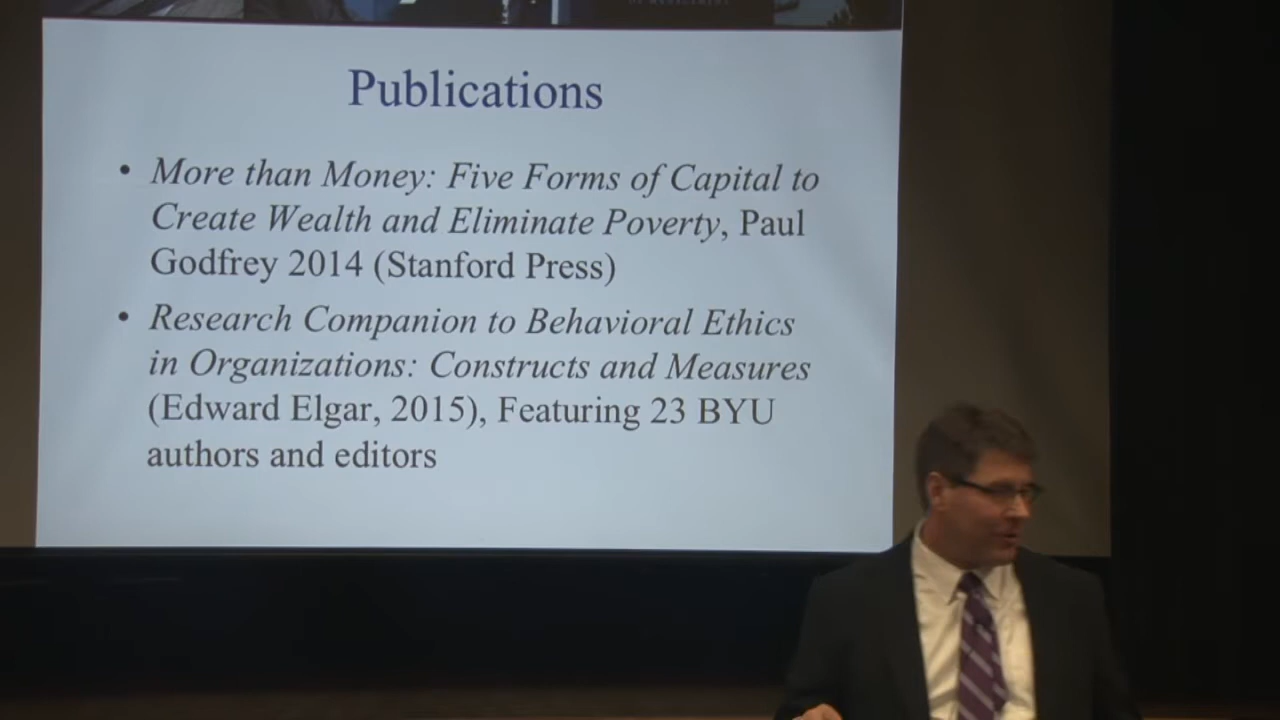 OF MANAGEMENT
Publications
• More than Money: Five Forms of Capital to
Create Wealth and Eliminate Poverty, Paul
Godfrey 2014 (Stanford Press)
• Research Companion to Behavioral Ethics
in Organizations: Constructs and Measures
(Edward Elgar, 2015), Featuring 23 BYU
authors and editors